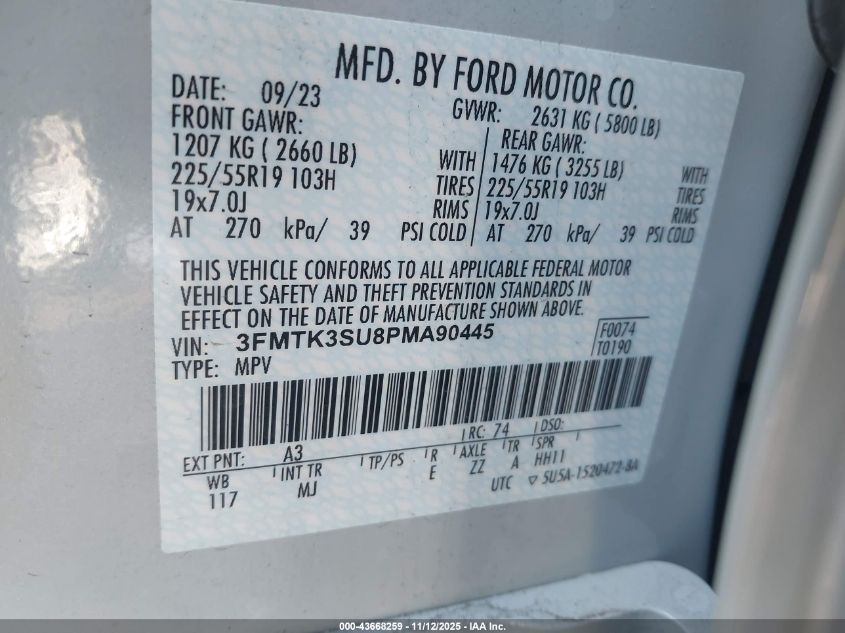 MFD. BY FORD MOTOR CO.
DATE: 09/23 GVWR: 2631 KG ( 5800 LB)
FRONT GAWR: REAR GAWR:
1207 KG ( 2660 LB) WITH 1476 KG ( 3255 LB) WITH
225/55R19 103H TIRES 225/55R19 103H TIRES
19x7.0J RIMS 19x7.0J RIMS
AT 270 kPa/ 39 PSI COLD AT 270 kPa/ 39 PSI COLD
THIS VEHICLE CONFORMS TO ALL APPLICABLE FEDERAL MOTOR
VEHICLE SAFETY AND THEFT PREVENTION STANDARDS IN
EFFECT ON THE DATE OF MANUFACTURE SHOWN ABOVE.
VIN: 3FMTK3SU8PMA90445 F0074
TYPE: MPV T0190
EXT PNT: A3 RC: 74 DSO:
WB INT TR TP/PS R AXLE TR SPR
117 MJ E ZZ A HH11
UTC ▽ 5U5A-1520472-BA
000-43668259 - 11/12/2025 - IAA Inc.